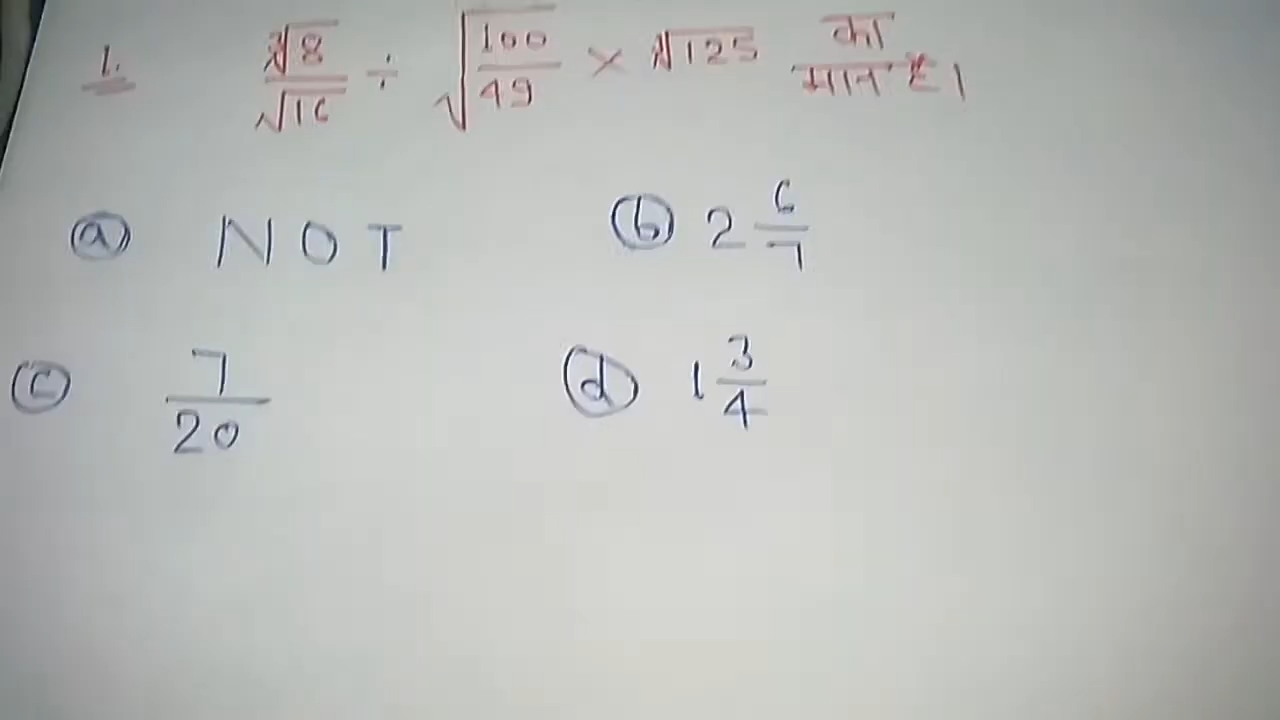 1. ∛8/√16 ÷ √100/49 × ∛125 का मान है।
(a) NOT (b) 2 6/7
(c) 7/20 (d) 1 3/4